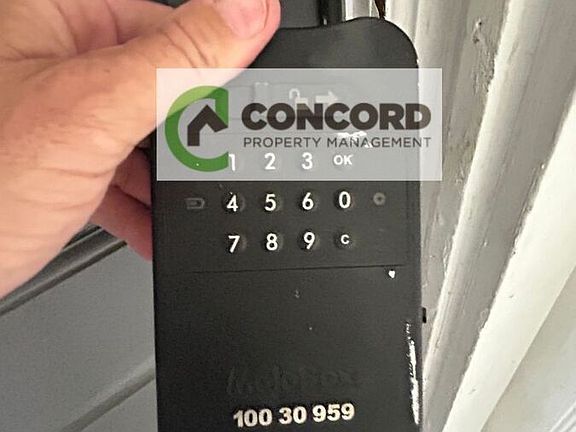 CONCORD
PROPERTY MANAGEMENT
1 2 3 OK
4 5 6 0
7 8 9 C
100 30 959